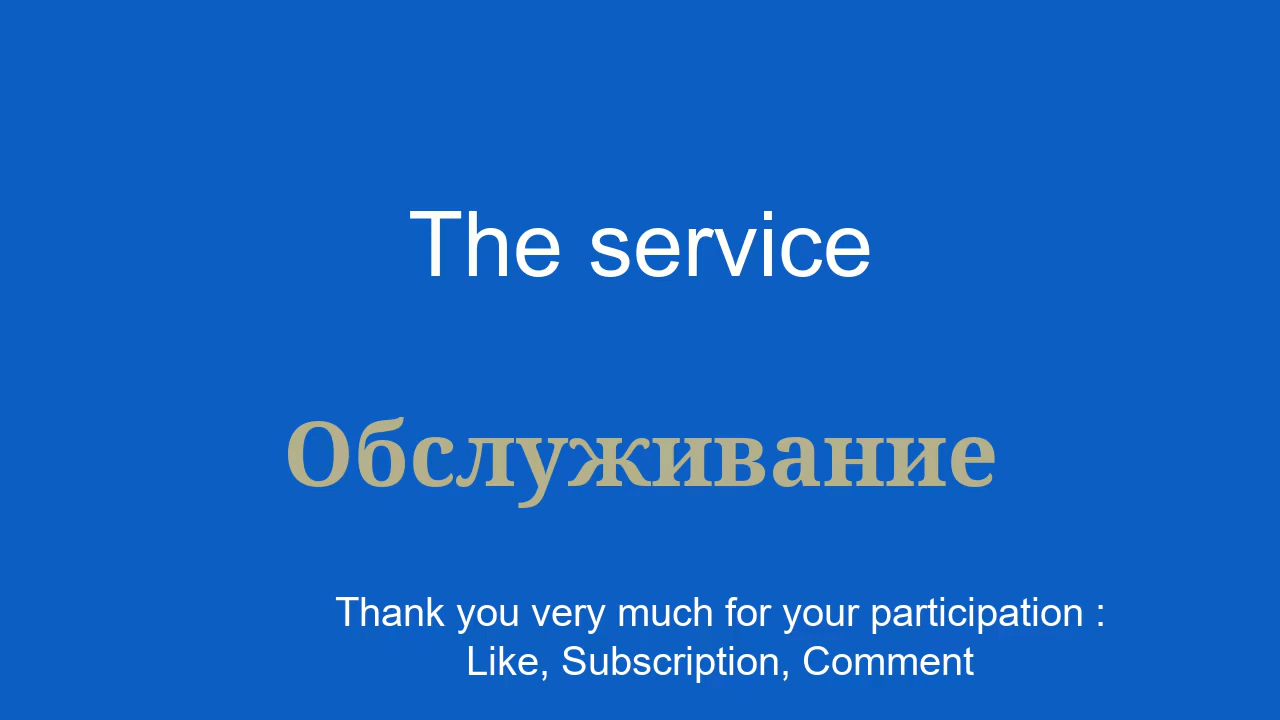 The service
Обслуживание
Thank you very much for your participation :
Like, Subscription, Comment